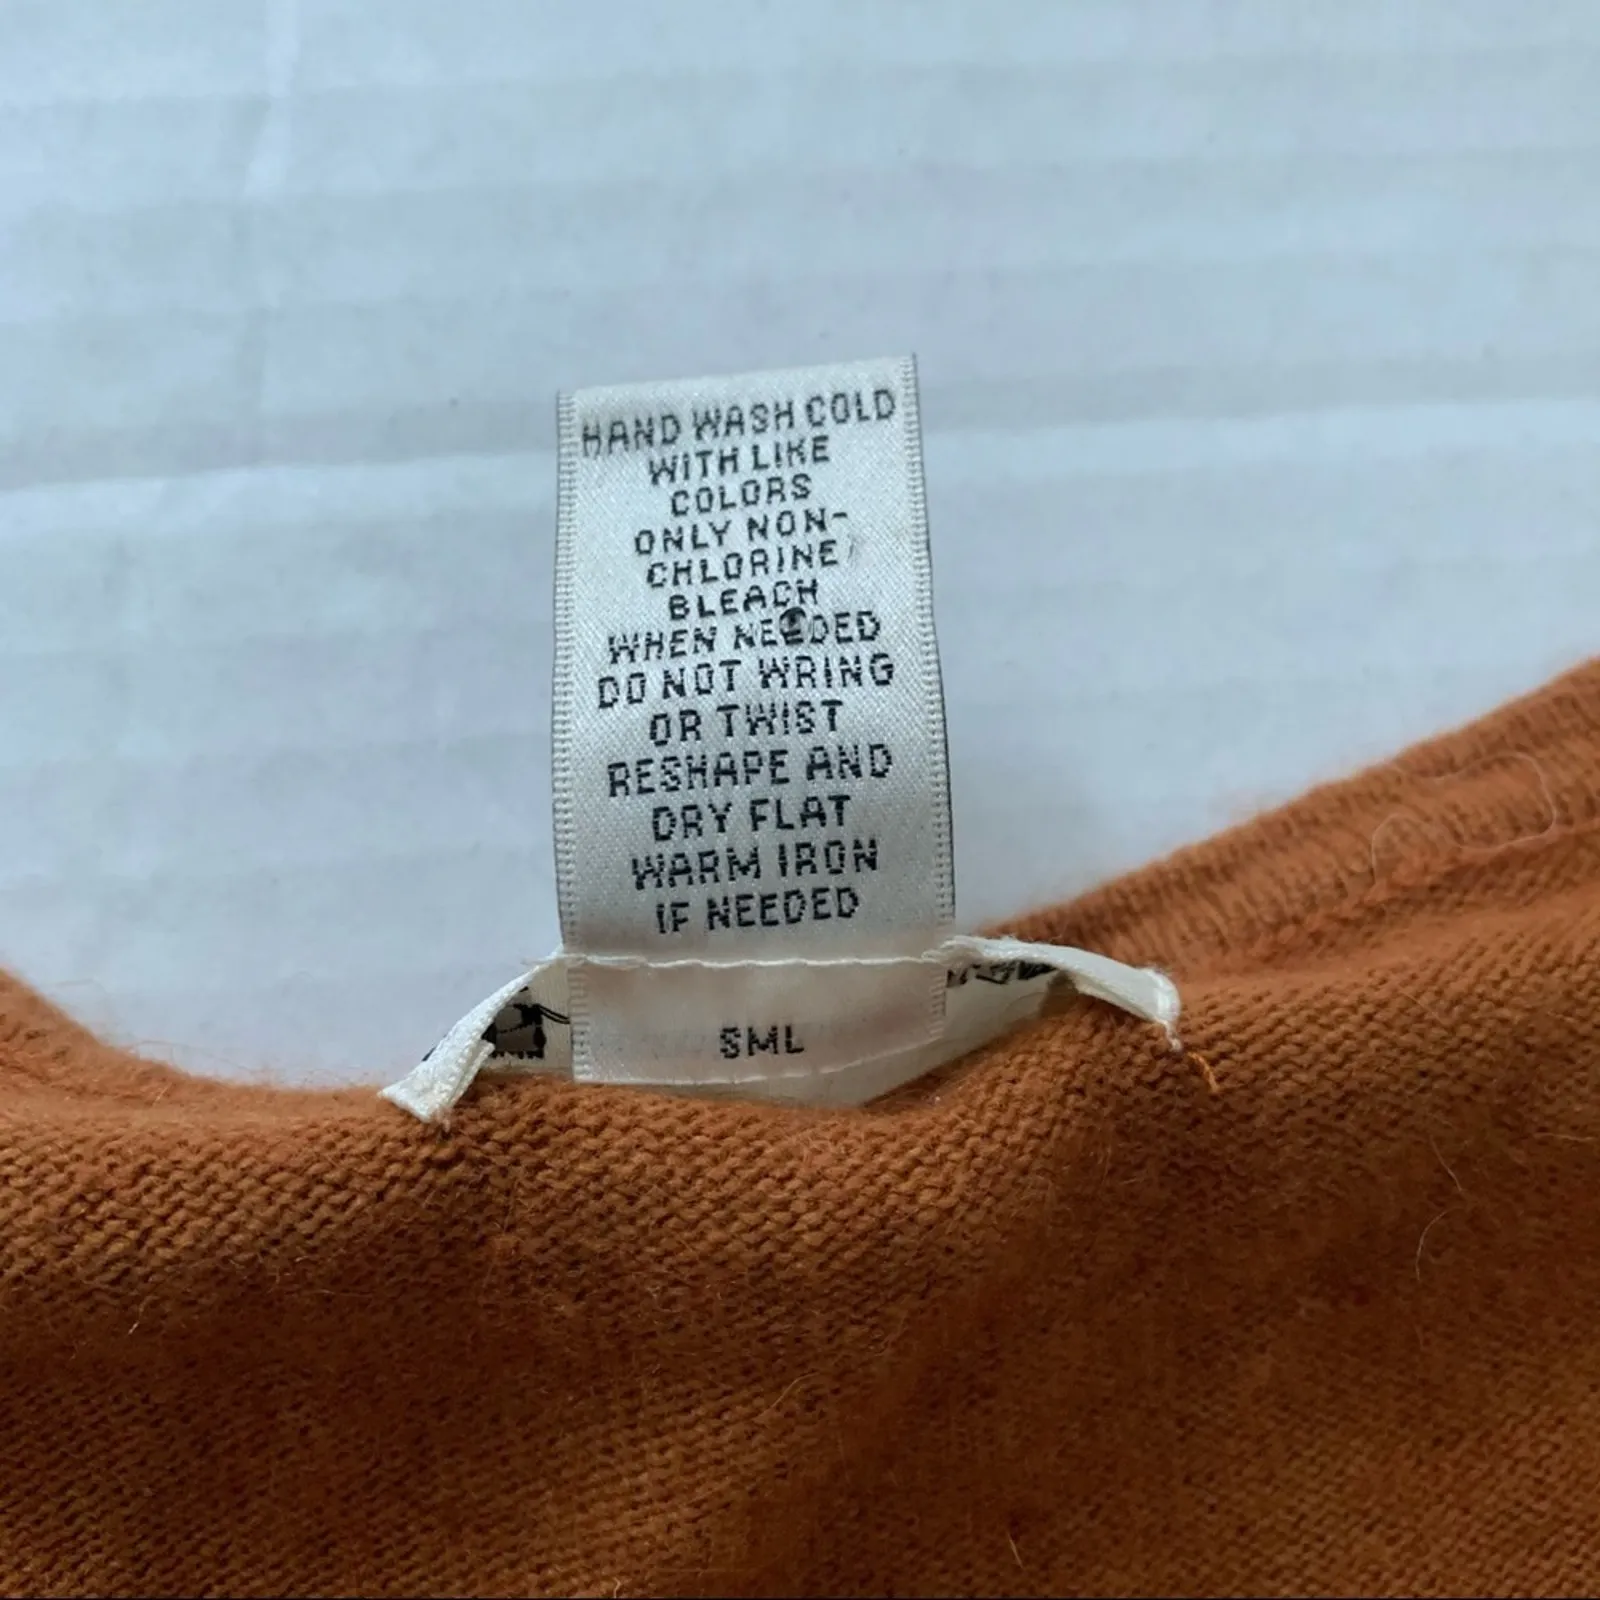 HAND WASH COLD
WITH LIKE
COLORS
ONLY NON-
CHLORINE
BLEACH
WHEN NEEDED
DO NOT WRING
OR TWIST
RESHAPE AND
DRY FLAT
WARM IRON
IF NEEDED
SML